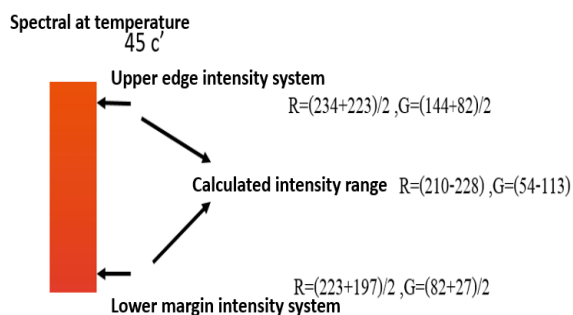 Spectral at temperature
45 c'
Upper edge intensity system
R=(234+223)/2 ,G=(144+82)/2
Calculated intensity range R=(210-228) ,G=(54-113)
R=(223+197)/2 ,G=(82+27)/2
Lower margin intensity system